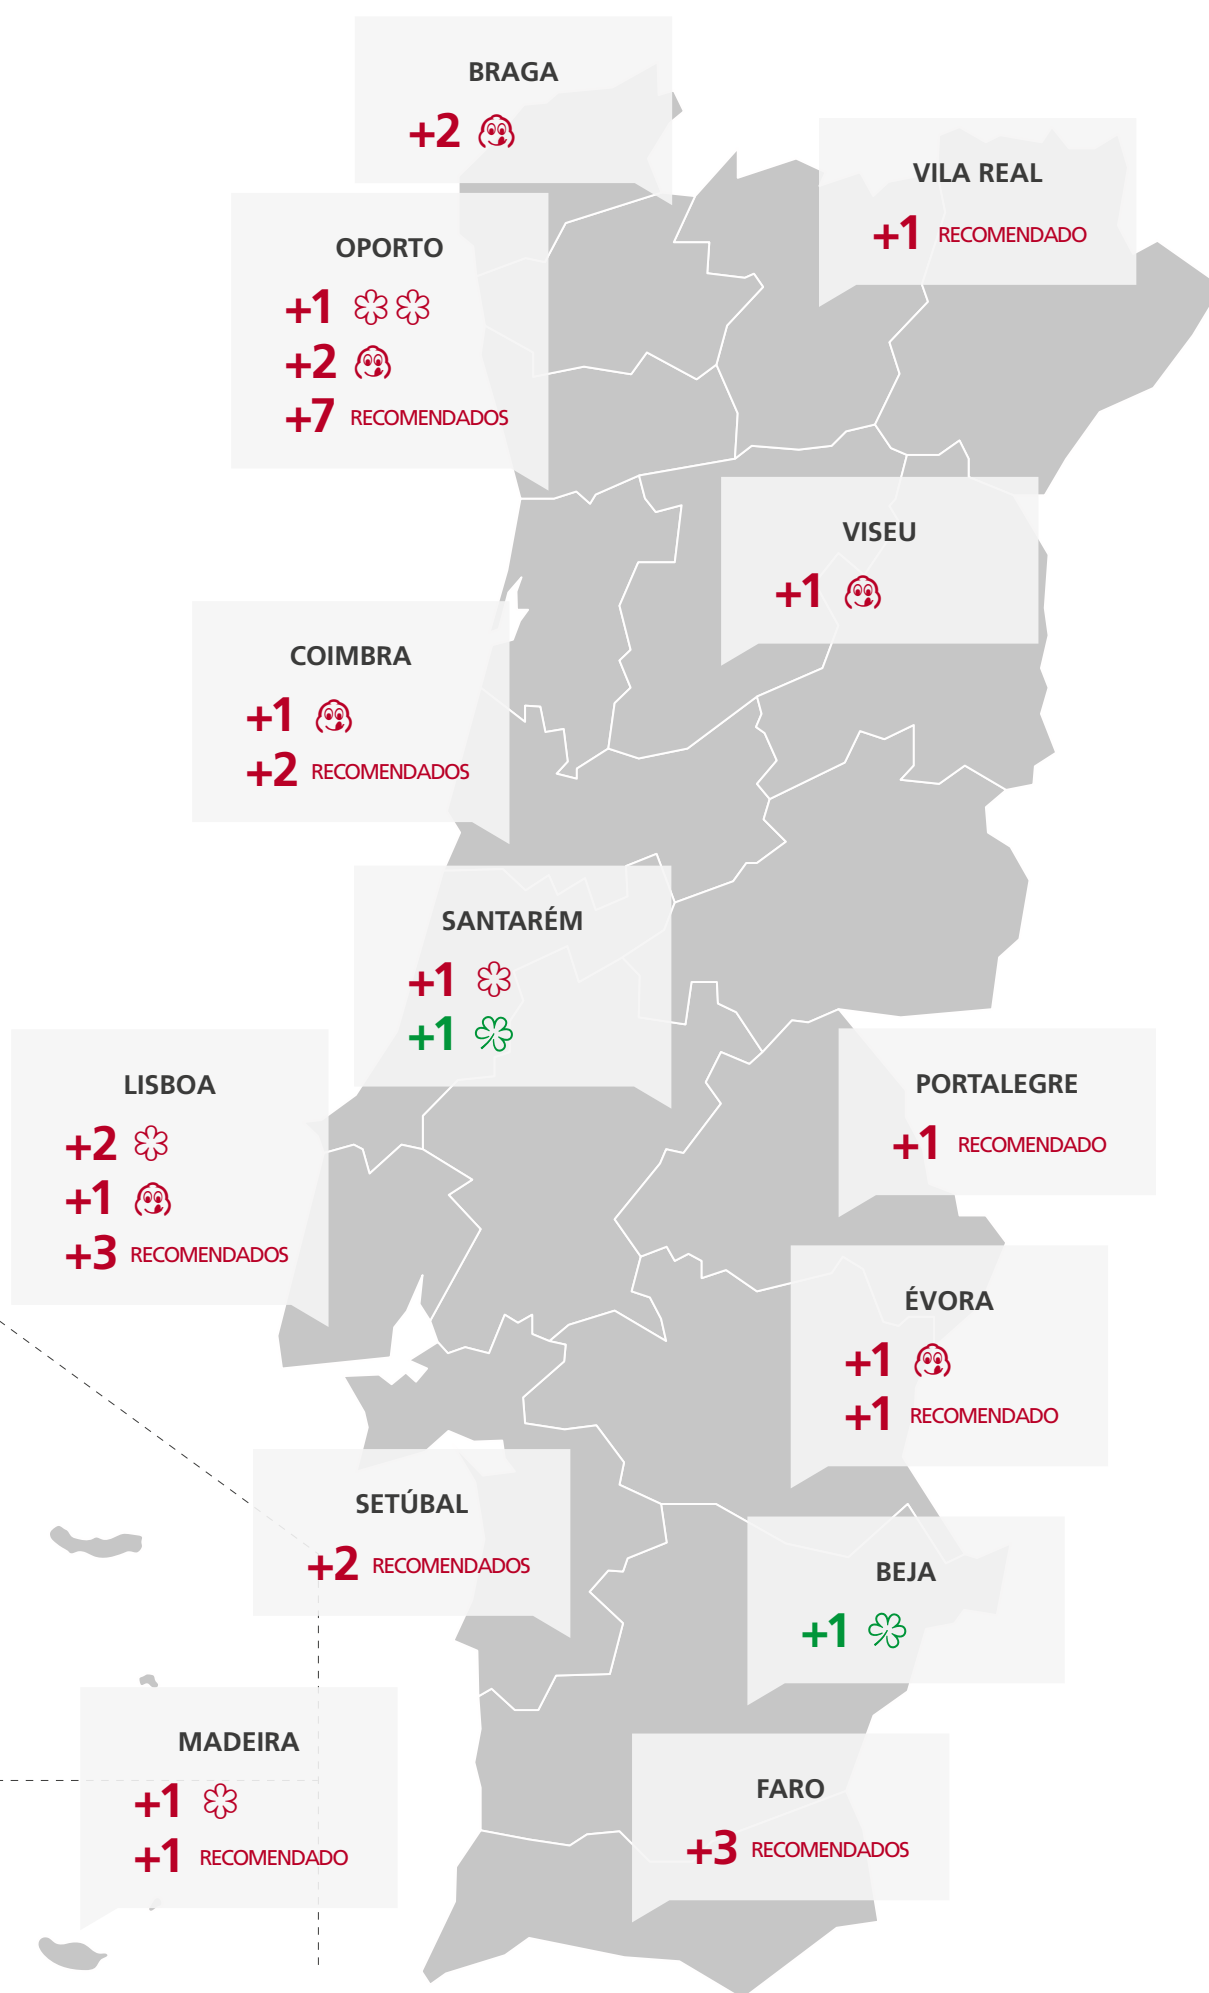 BRAGA
+2
VILA REAL
+1 RECOMENDADO
OPORTO
+1
+2
+7 RECOMENDADOS
VISEU
+1
COIMBRA
+1
+2 RECOMENDADOS
SANTARÉM
+1
+1
LISBOA
+2
+1
+3 RECOMENDADOS
PORTALEGRE
+1 RECOMENDADO
ÉVORA
+1
+1 RECOMENDADO
SETÚBAL
+2 RECOMENDADOS
BEJA
+1
MADEIRA
+1
+1 RECOMENDADO
FARO
+3 RECOMENDADOS